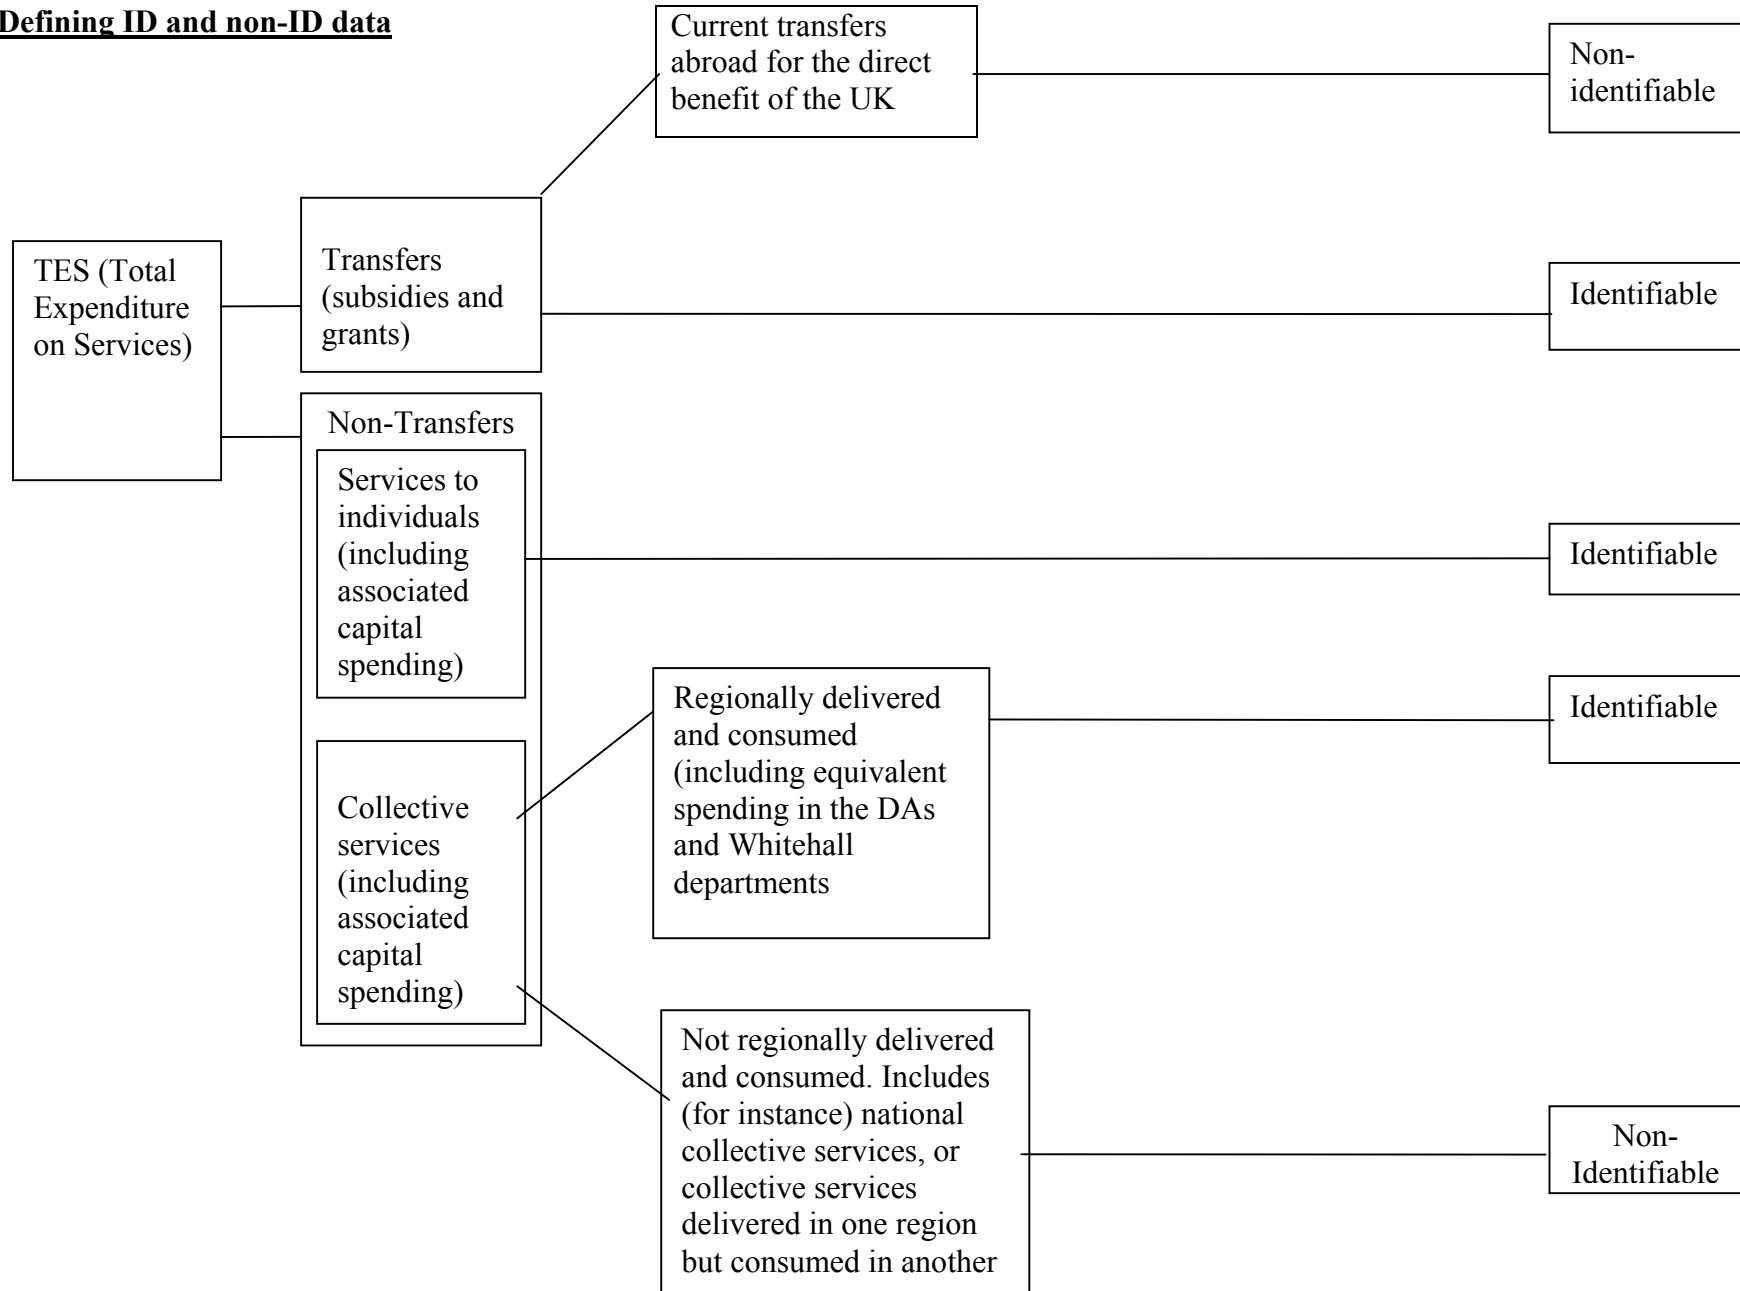 Defining ID and non-ID data
Current transfers
abroad for the direct
benefit of the UK
Non-
identifiable
TES (Total
Expenditure
on Services)
Transfers
(subsidies and
grants)
Identifiable
Non-Transfers
Services to
individuals
(including
associated
capital
spending)
Identifiable
Collective
services
(including
associated
capital
spending)
Regionally delivered
and consumed
(including equivalent
spending in the DAs
and Whitehall
departments
Identifiable
Not regionally delivered
and consumed. Includes
(for instance) national
collective services, or
collective services
delivered in one region
but consumed in another
Non-
Identifiable